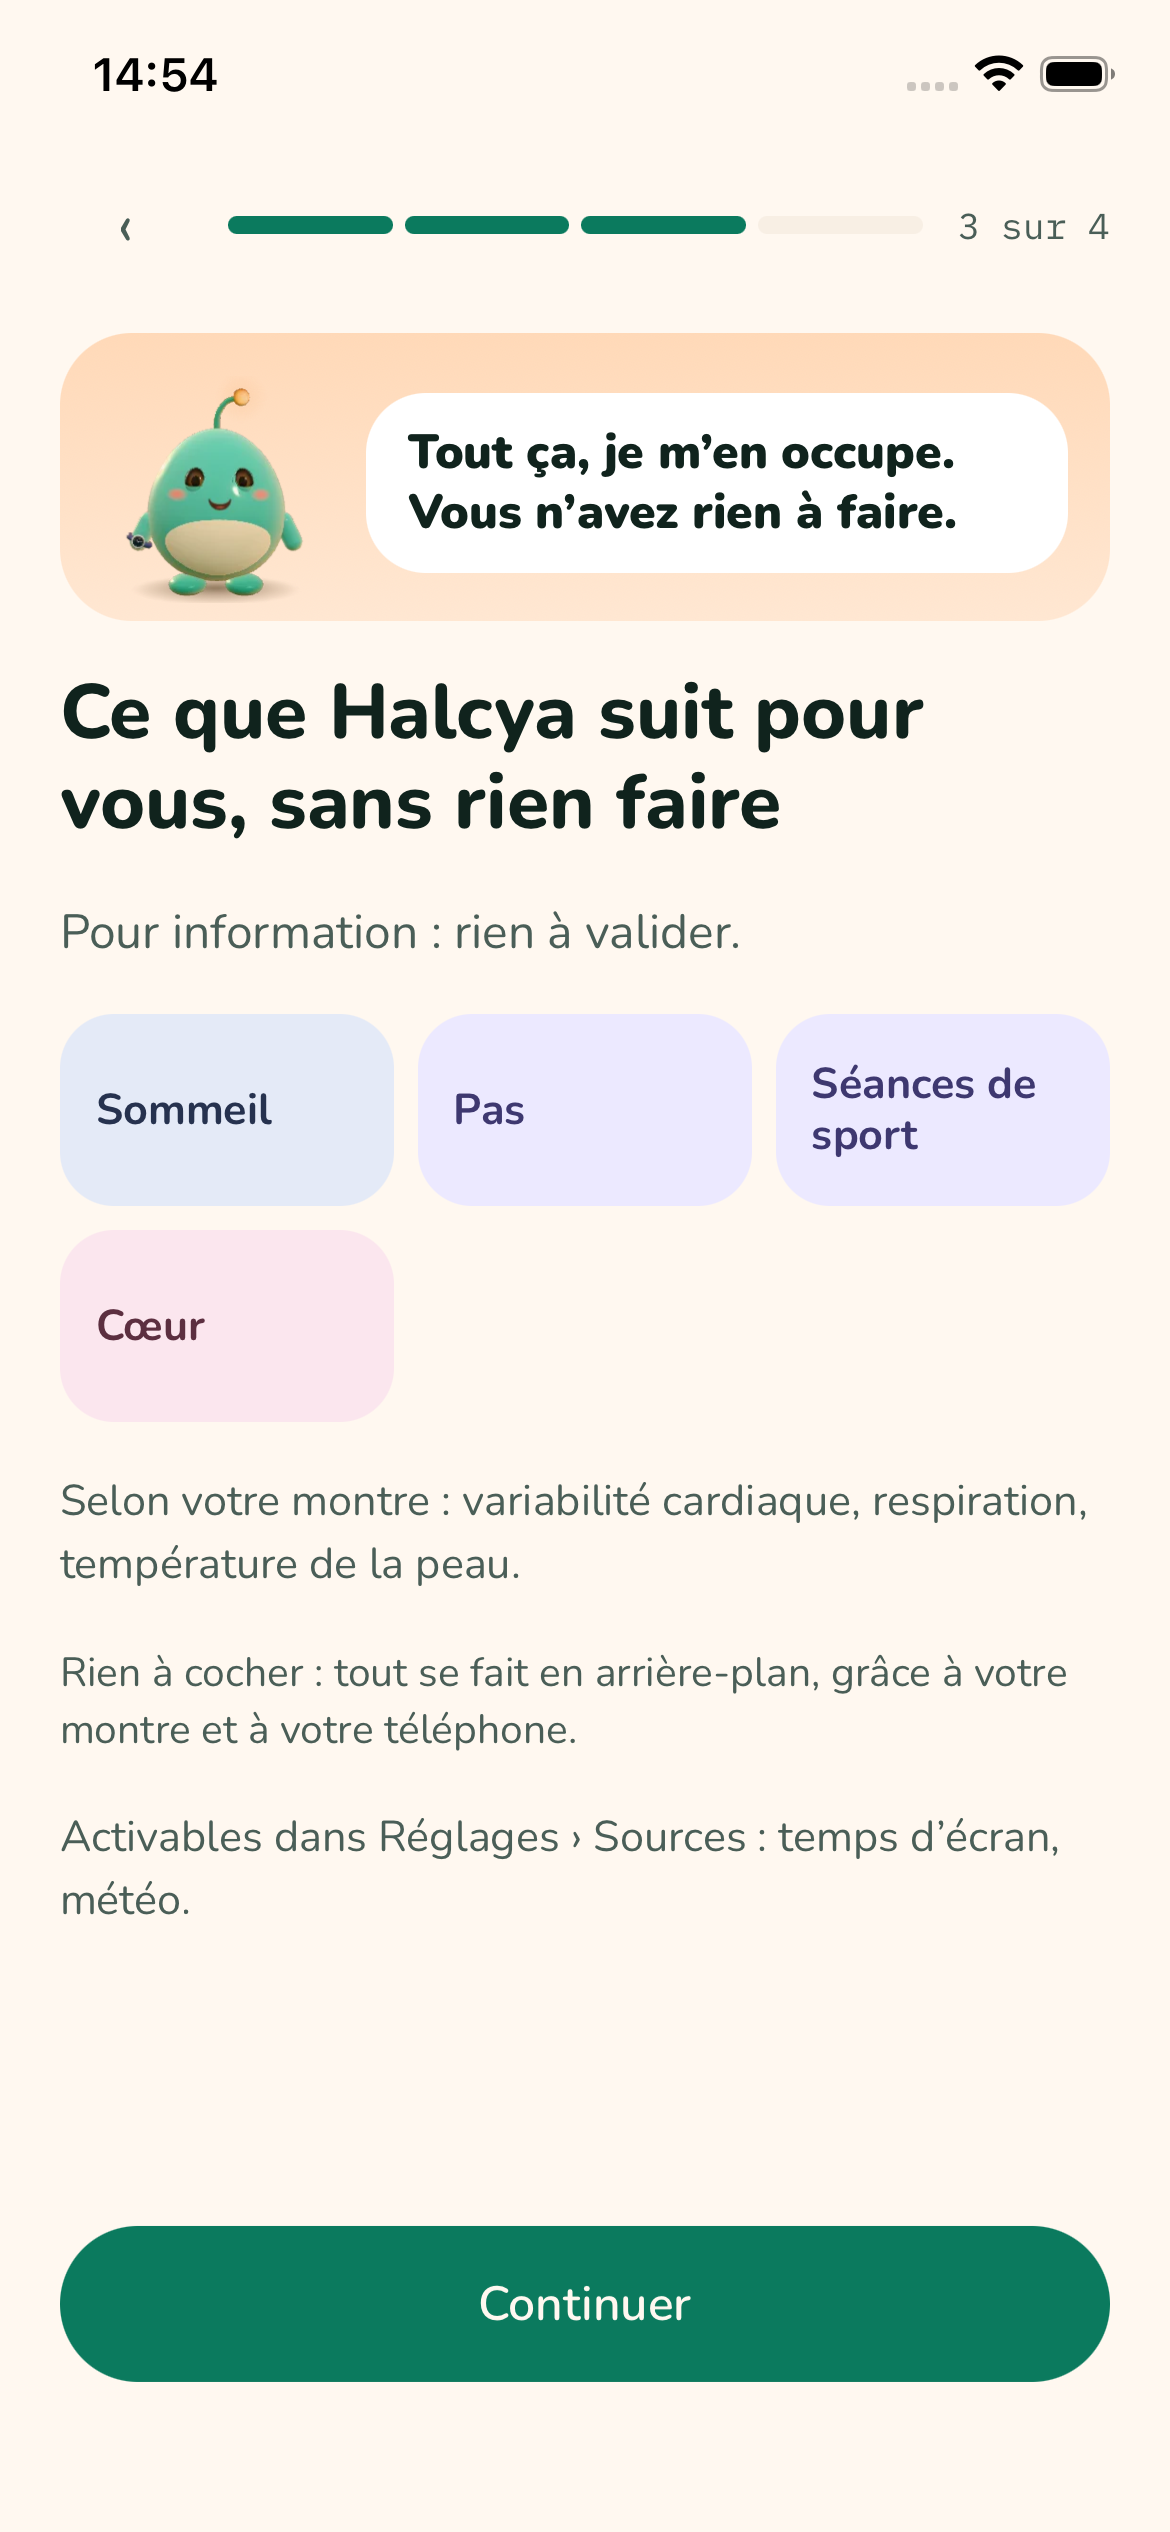 14:54
‹
3 sur 4
Tout ça, je m’en occupe.
Vous n’avez rien à faire.
Ce que Halcya suit pour
vous, sans rien faire
Pour information : rien à valider.
Sommeil
Pas
Séances de
sport
Cœur
Selon votre montre : variabilité cardiaque, respiration,
température de la peau.
Rien à cocher : tout se fait en arrière-plan, grâce à votre
montre et à votre téléphone.
Activables dans Réglages › Sources : temps d’écran,
météo.
Continuer